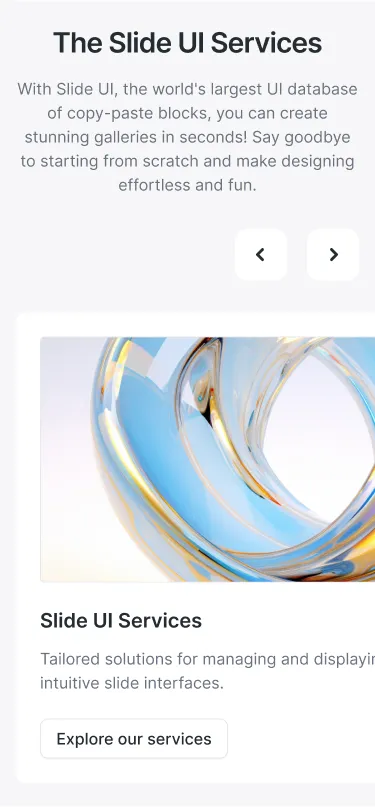 The Slide UI Services
With Slide UI, the world's largest UI database
of copy-paste blocks, you can create
stunning galleries in seconds! Say goodbye
to starting from scratch and make designing
effortless and fun.
Slide UI Services
Tailored solutions for managing and
intuitive slide interfaces.
Explore our services